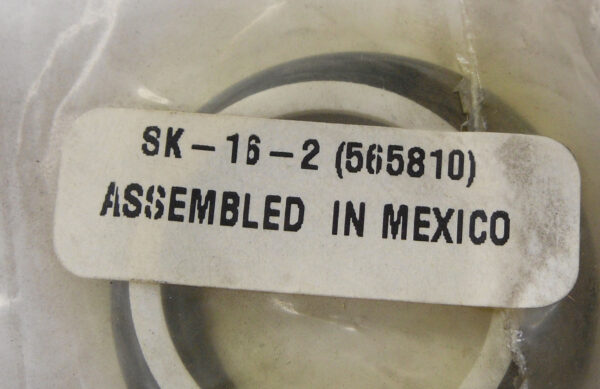 SK-16-2 (565810)
ASSEMBLED IN MEXICO